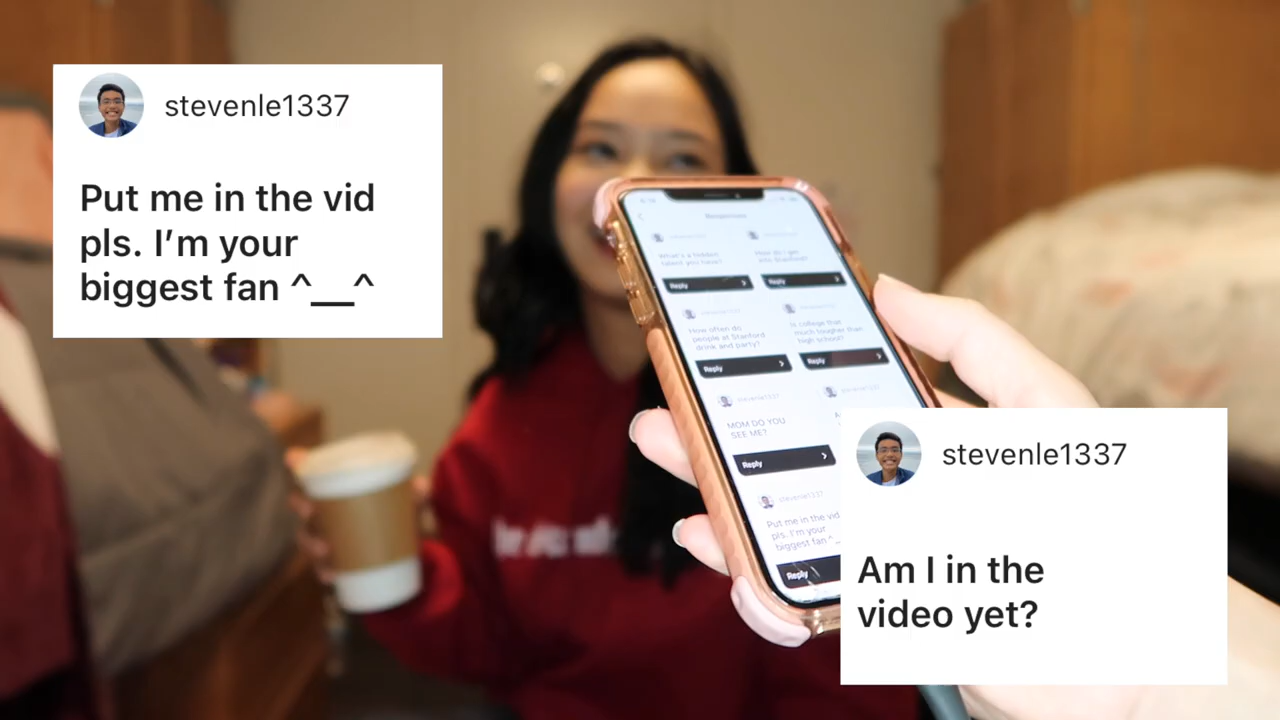 stevenle1337
Put me in the vid
pls. I’m your
biggest fan ^__^
Responses
What's a hidden
talent you have?
Reply
How do I get
into Stanford?
Reply
How often do
people at Stanford
drink and party?
Reply
Is college that
much tougher than
high school?
Reply
stevenle1337
MOM DO YOU
SEE ME?
Reply
stevenle1337
Put me in the vid
pls. I'm your
biggest fan ^_
Reply
stevenle1337
Am I in the
video yet?